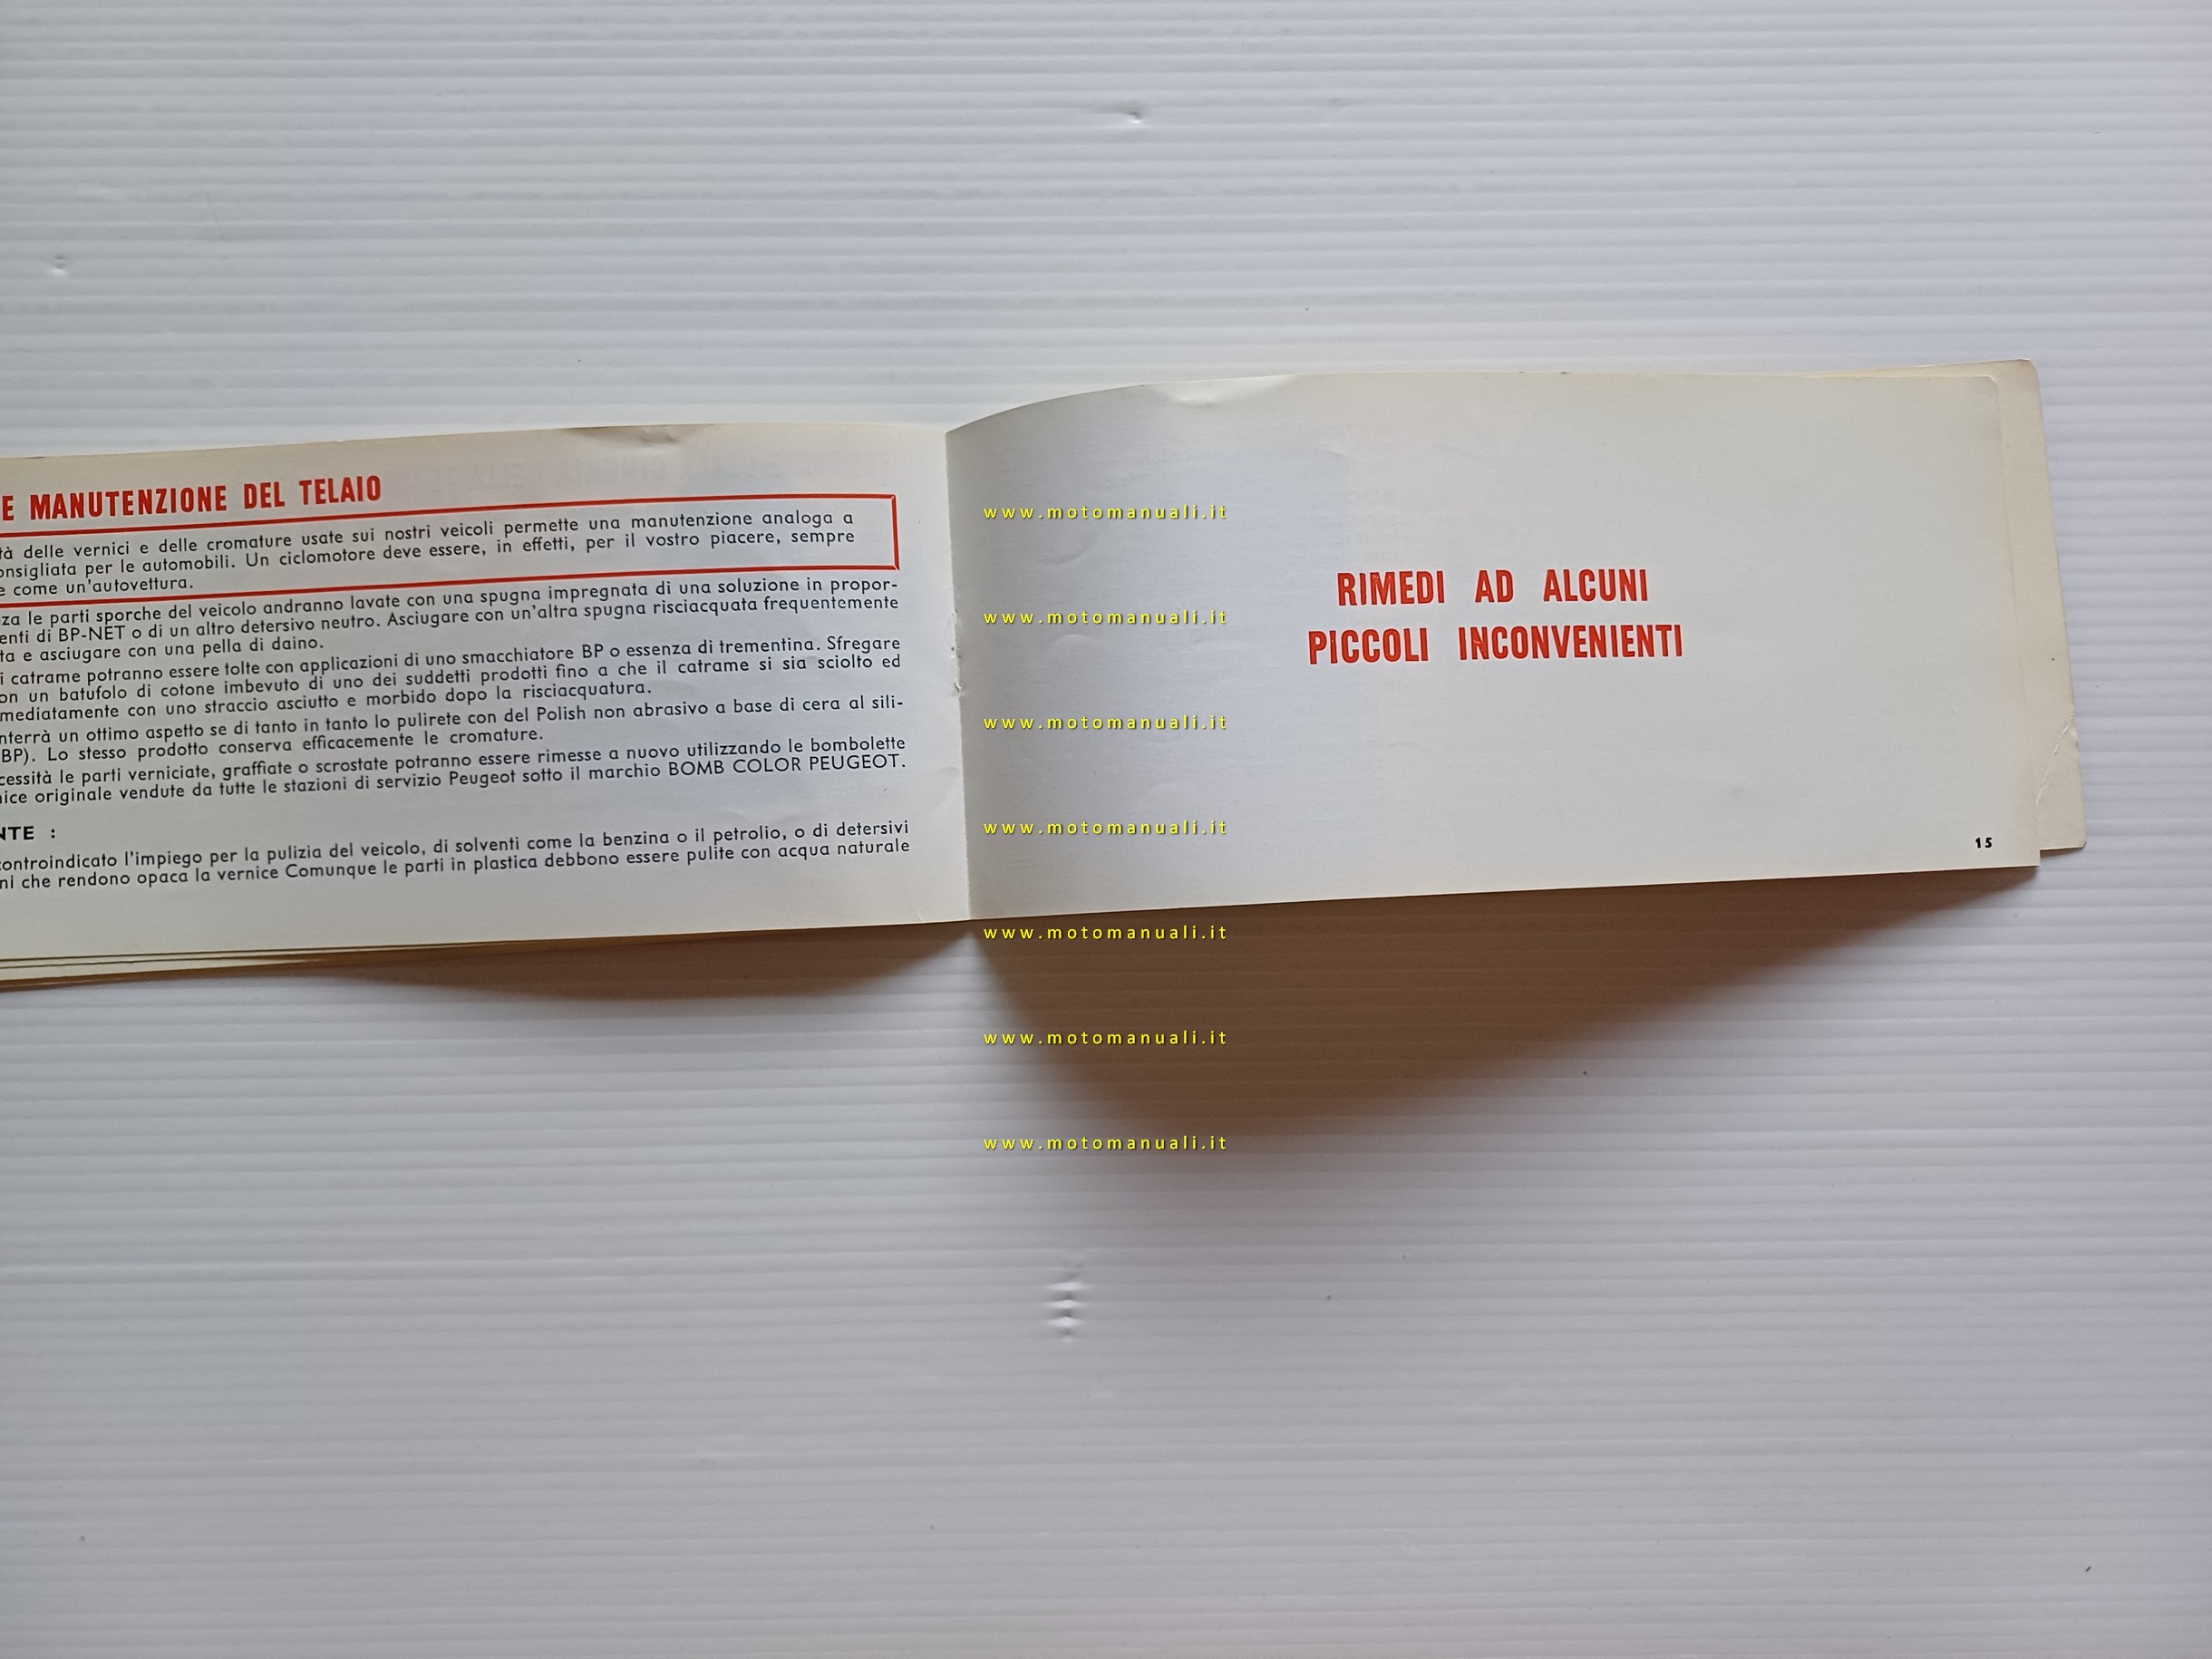 E MANUTENZIONE DEL TELAIO
tà delle vernici e delle cromature usate sui nostri veicoli permette una manutenzione analoga a
onsigliata per le automobili. Un ciclomotore deve essere, in effetti, per il vostro piacere, sempre
e come un'autovettura.
za le parti sporche del veicolo andranno lavate con una spugna impregnata di una soluzione in propor-
enti di BP-NET o di un altro detersivo neutro. Asciugare con un'altra spugna risciacquata frequentemente
ta e asciugare con una pella di daino.
i catrame potranno essere tolte con applicazioni di uno smacchiatore BP o essenza di trementina. Sfregare
on un batufolo di cotone imbevuto di uno dei suddetti prodotti fino a che il catrame si sia sciolto ed
mediatamente con uno straccio asciutto e morbido dopo la risciacquatura.
nterrà un ottimo aspetto se di tanto in tanto lo pulirete con del Polish non abrasivo a base di cera al sili-
BP). Lo stesso prodotto conserva efficacemente le cromature.
cessità le parti verniciate, graffiate o scrostate potranno essere rimesse a nuovo utilizzando le bombolette
nice originale vendute da tutte le stazioni di servizio Peugeot sotto il marchio BOMB COLOR PEUGEOT.
NTE :
controindicato l'impiego per la pulizia del veicolo, di solventi come la benzina o il petrolio, o di detersivi
ni che rendono opaca la vernice Comunque le parti in plastica debbono essere pulite con acqua naturale
RIMEDI AD ALCUNI
PICCOLI INCONVENIENTI
15
www.motomanuali.it
www.motomanuali.it
www.motomanuali.it
www.motomanuali.it
www.motomanuali.it
www.motomanuali.it
www.motomanuali.it